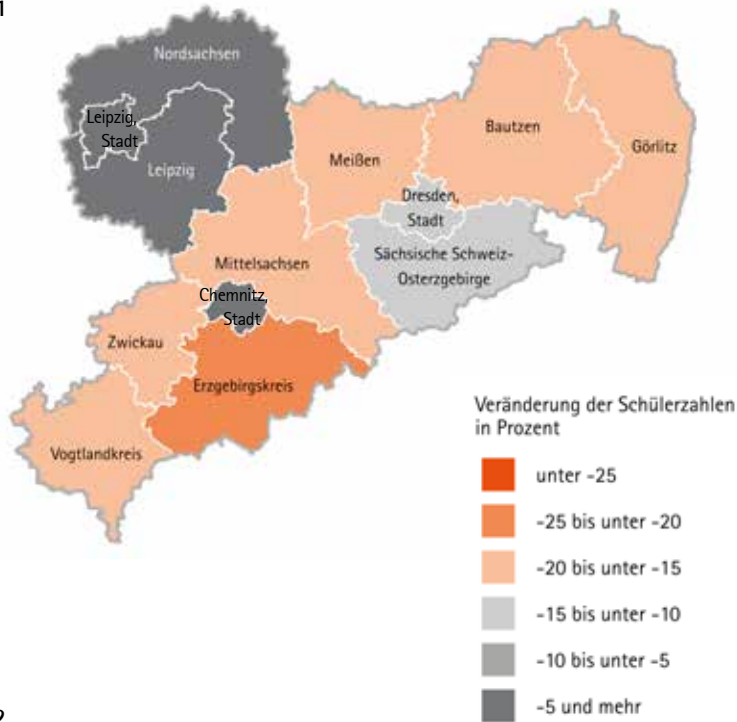 1
Nordsachsen
Leipzig,
Stadt
Leipzig
Meißen
Bautzen
Görlitz
Dresden,
Stadt
Sächsische Schweiz-
Osterzgebirge
Mittelsachsen
Chemnitz,
Stadt
Zwickau
Erzgebirgskreis
Vogtlandkreis
Veränderung der Schülerzahlen
in Prozent
unter -25
-25 bis unter -20
-20 bis unter -15
-15 bis unter -10
-10 bis unter -5
-5 und mehr